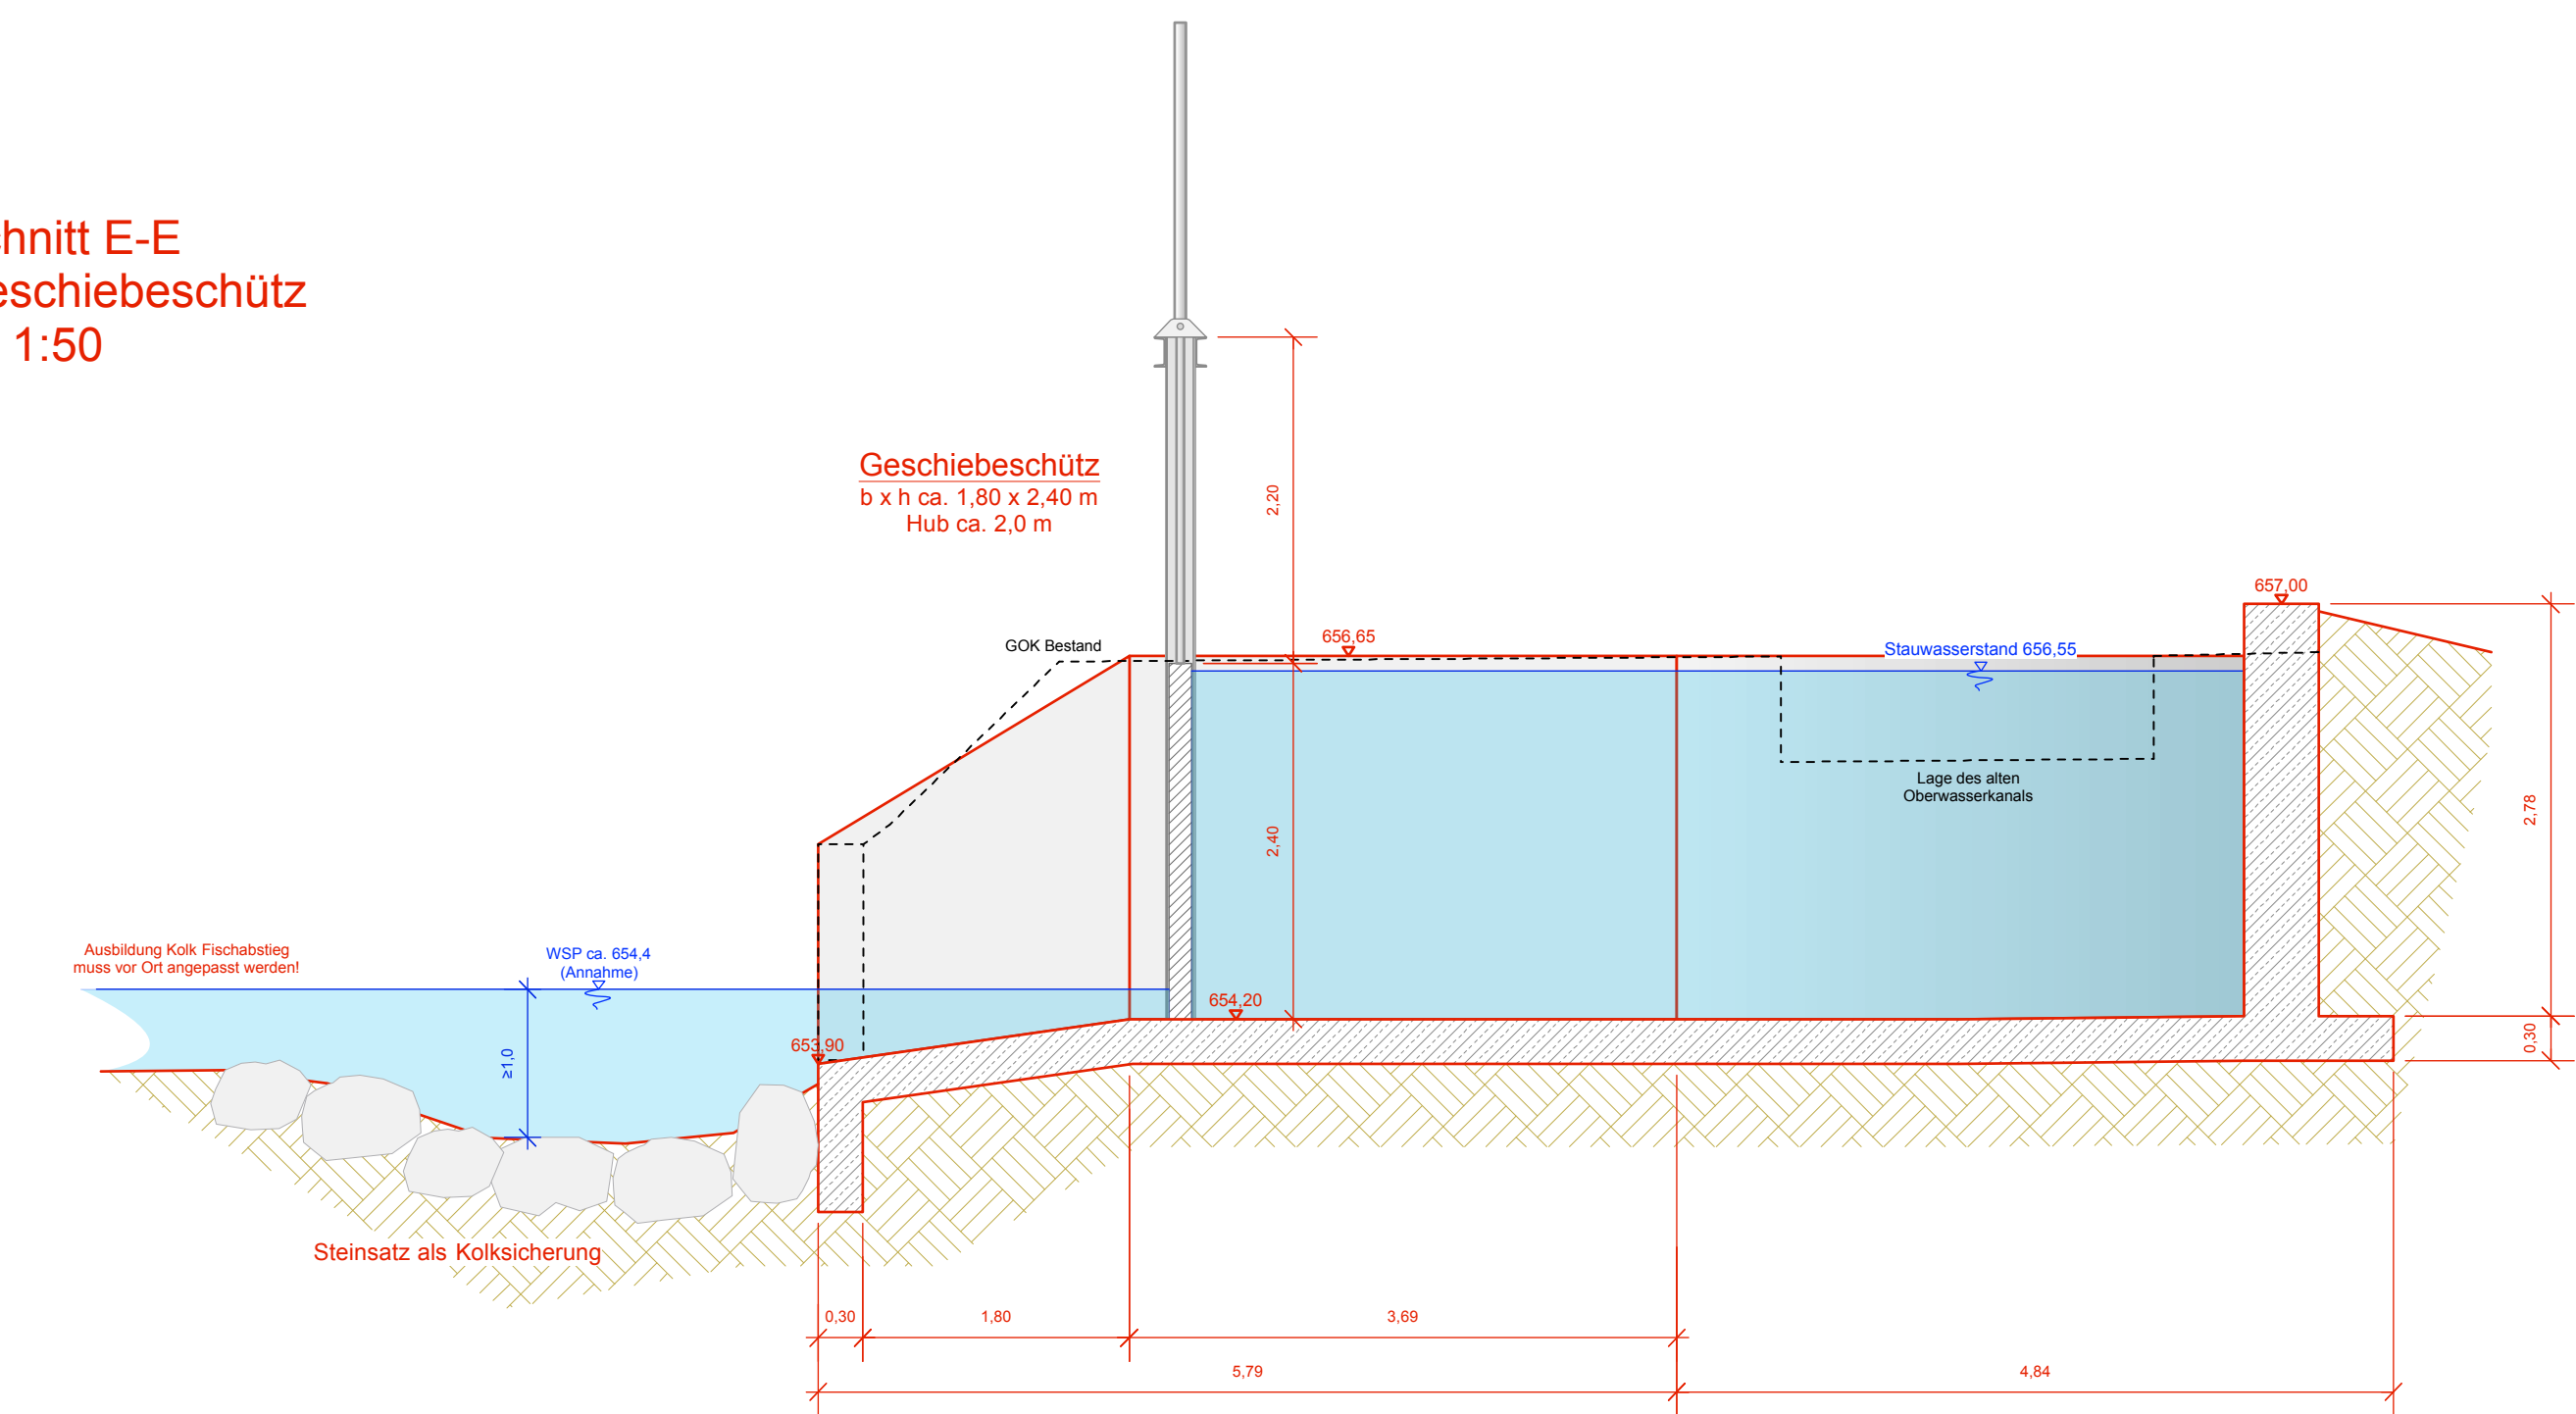 chnitt E-E
eschiebeschütz
1:50
Geschiebeschütz
b x h ca. 1,80 x 2,40 m
Hub ca. 2,0 m
2,20
657,00
GOK Bestand
656,65
Stauwasserstand 656,55
Lage des alten
Oberwasserkanals
2,78
2,40
Ausbildung Kolk Fischabstieg
muss vor Ort angepasst werden!
WSP ca. 654,4
(Annahme)
654,20
653,90
≥1,0
0,30
Steinsatz als Kolksicherung
0,30
1,80
3,69
5,79
4,84